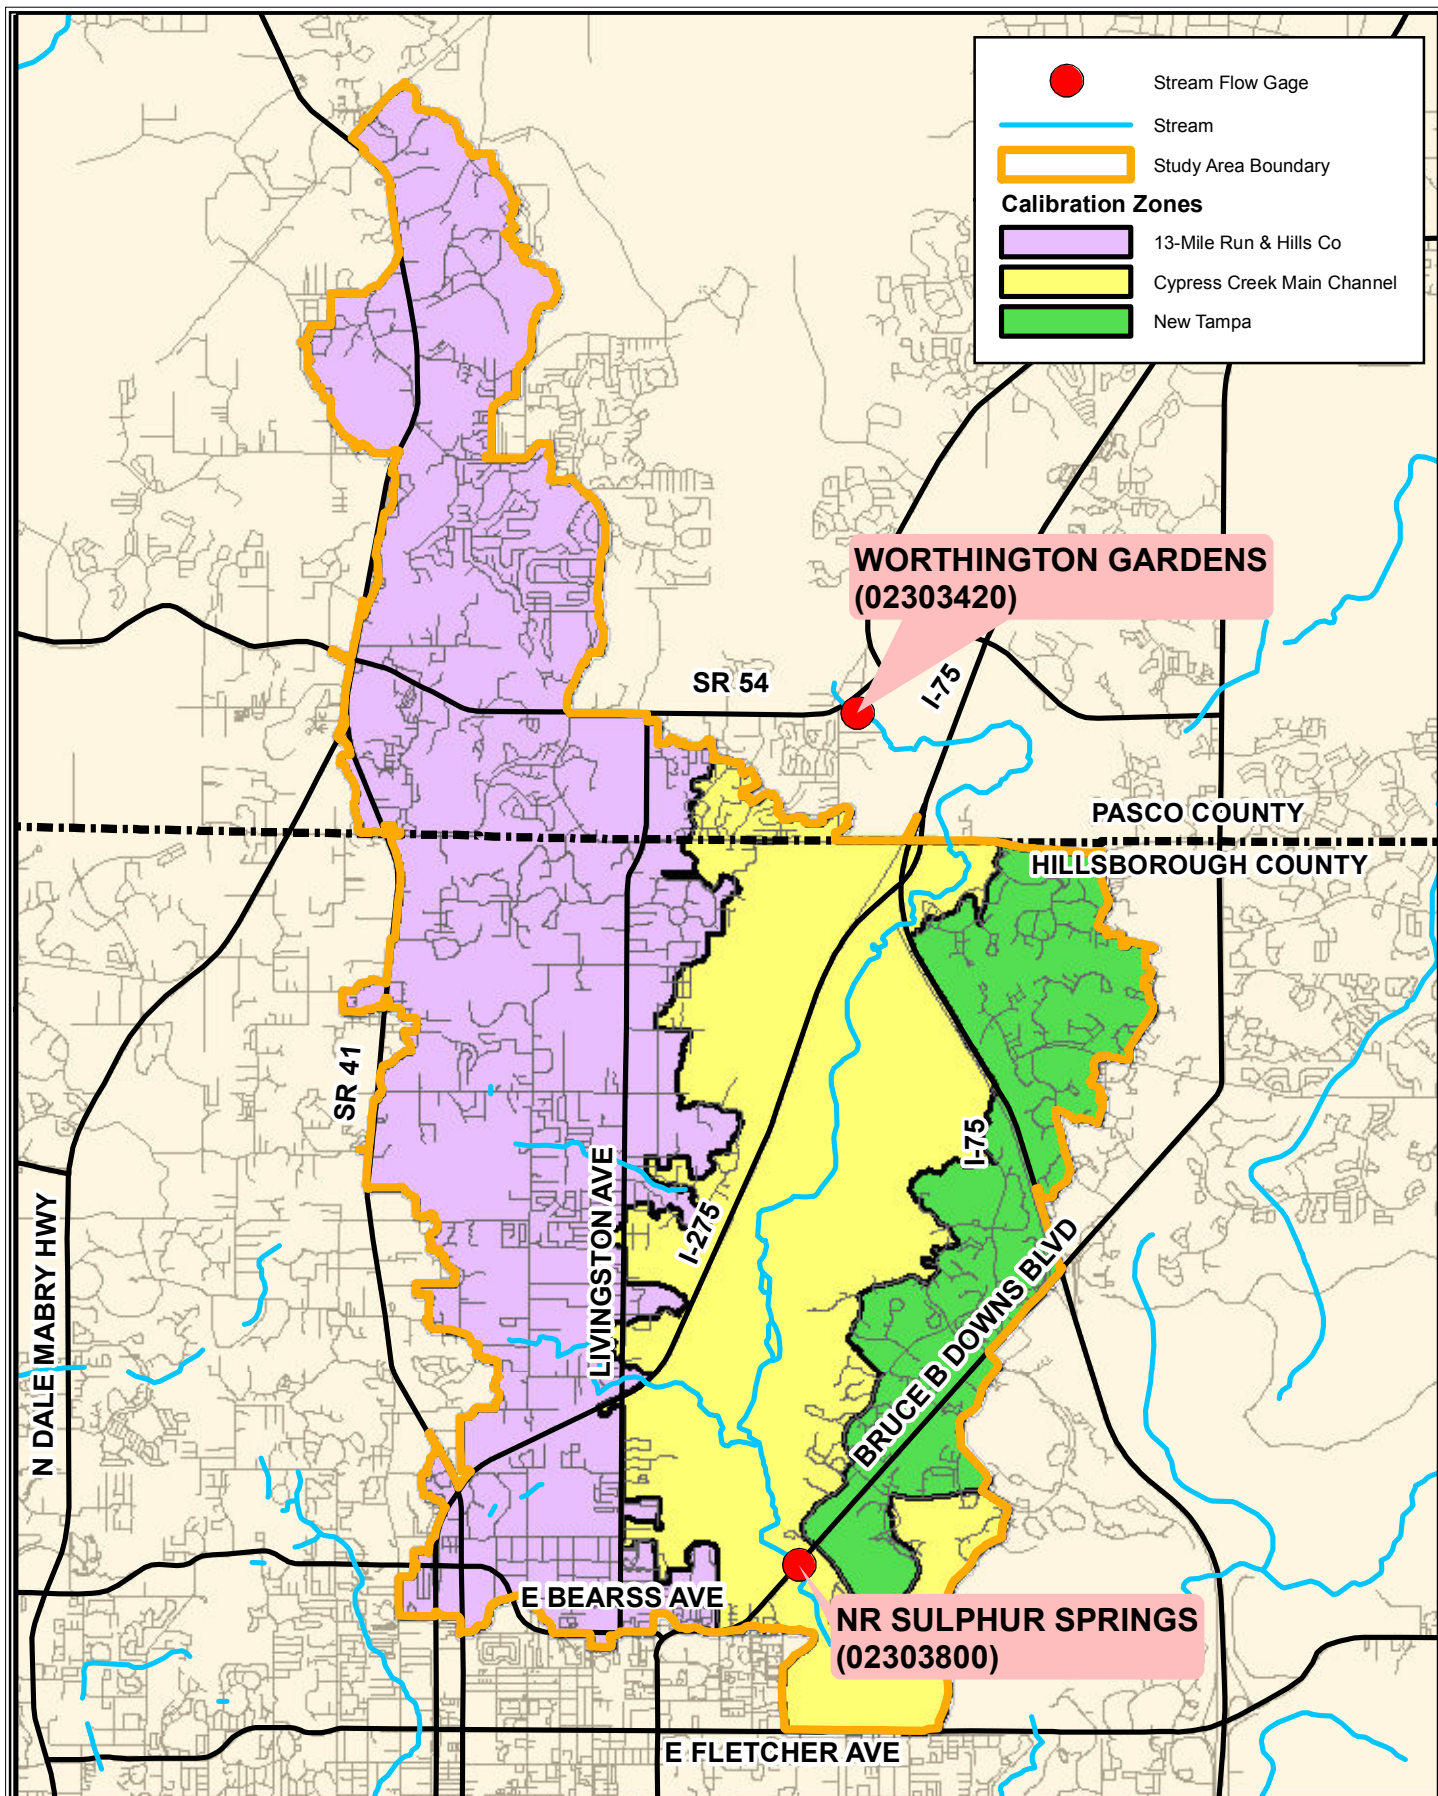 Stream Flow Gage
Stream
Study Area Boundary
Calibration Zones
13-Mile Run & Hills Co
Cypress Creek Main Channel
New Tampa
WORTHINGTON GARDENS
(02303420)
SR 54
I-75
PASCO COUNTY
HILLSBOROUGH COUNTY
SR 41
I-75
LIVINGSTON AVE
I-275
N DALE MABRY HWY
BRUCE B DOWNS BLVD
E BEARSS AVE
NR SULPHUR SPRINGS
(02303800)
E FLETCHER AVE